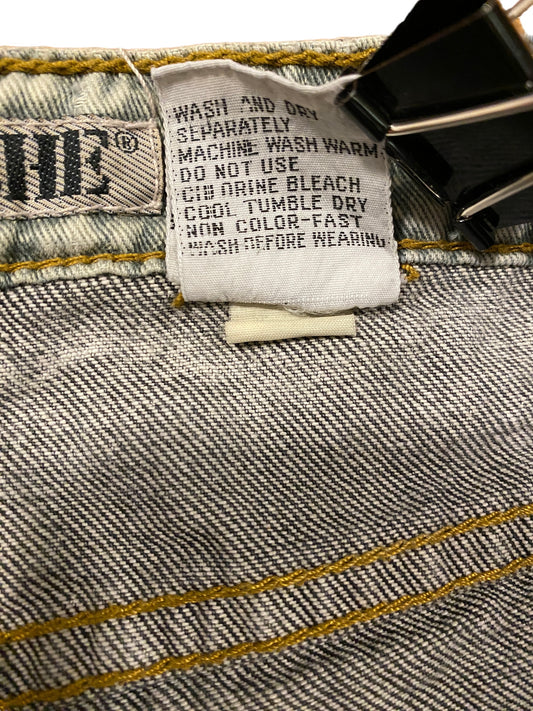 HE®
WASH AND DRY
SEPARATELY
MACHINE WASH WARM
DO NOT USE
CHLORINE BLEACH
COOL TUMBLE DRY
NON COLOR-FAST
WASH BEFORE WEARING